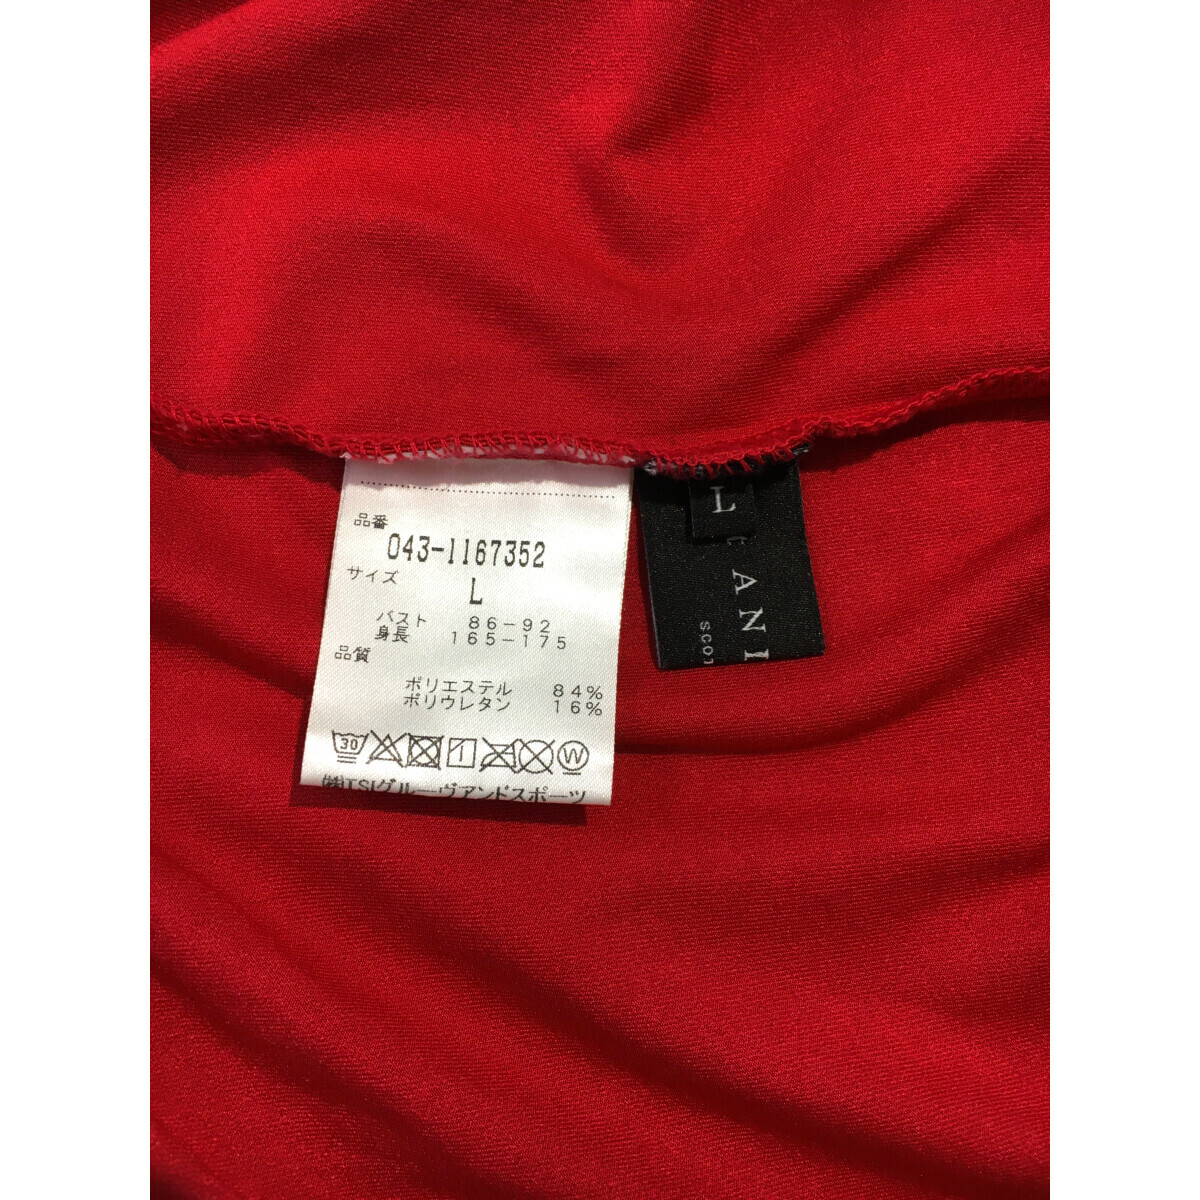 品番
043-1167352
サイズ
L
バスト 86-92
身長 165-175
品質
ポリエステル 84%
ポリウレタン 16%
30 W
㈱TSIグルーヴアンドスポーツ
L
ANI
SCOT